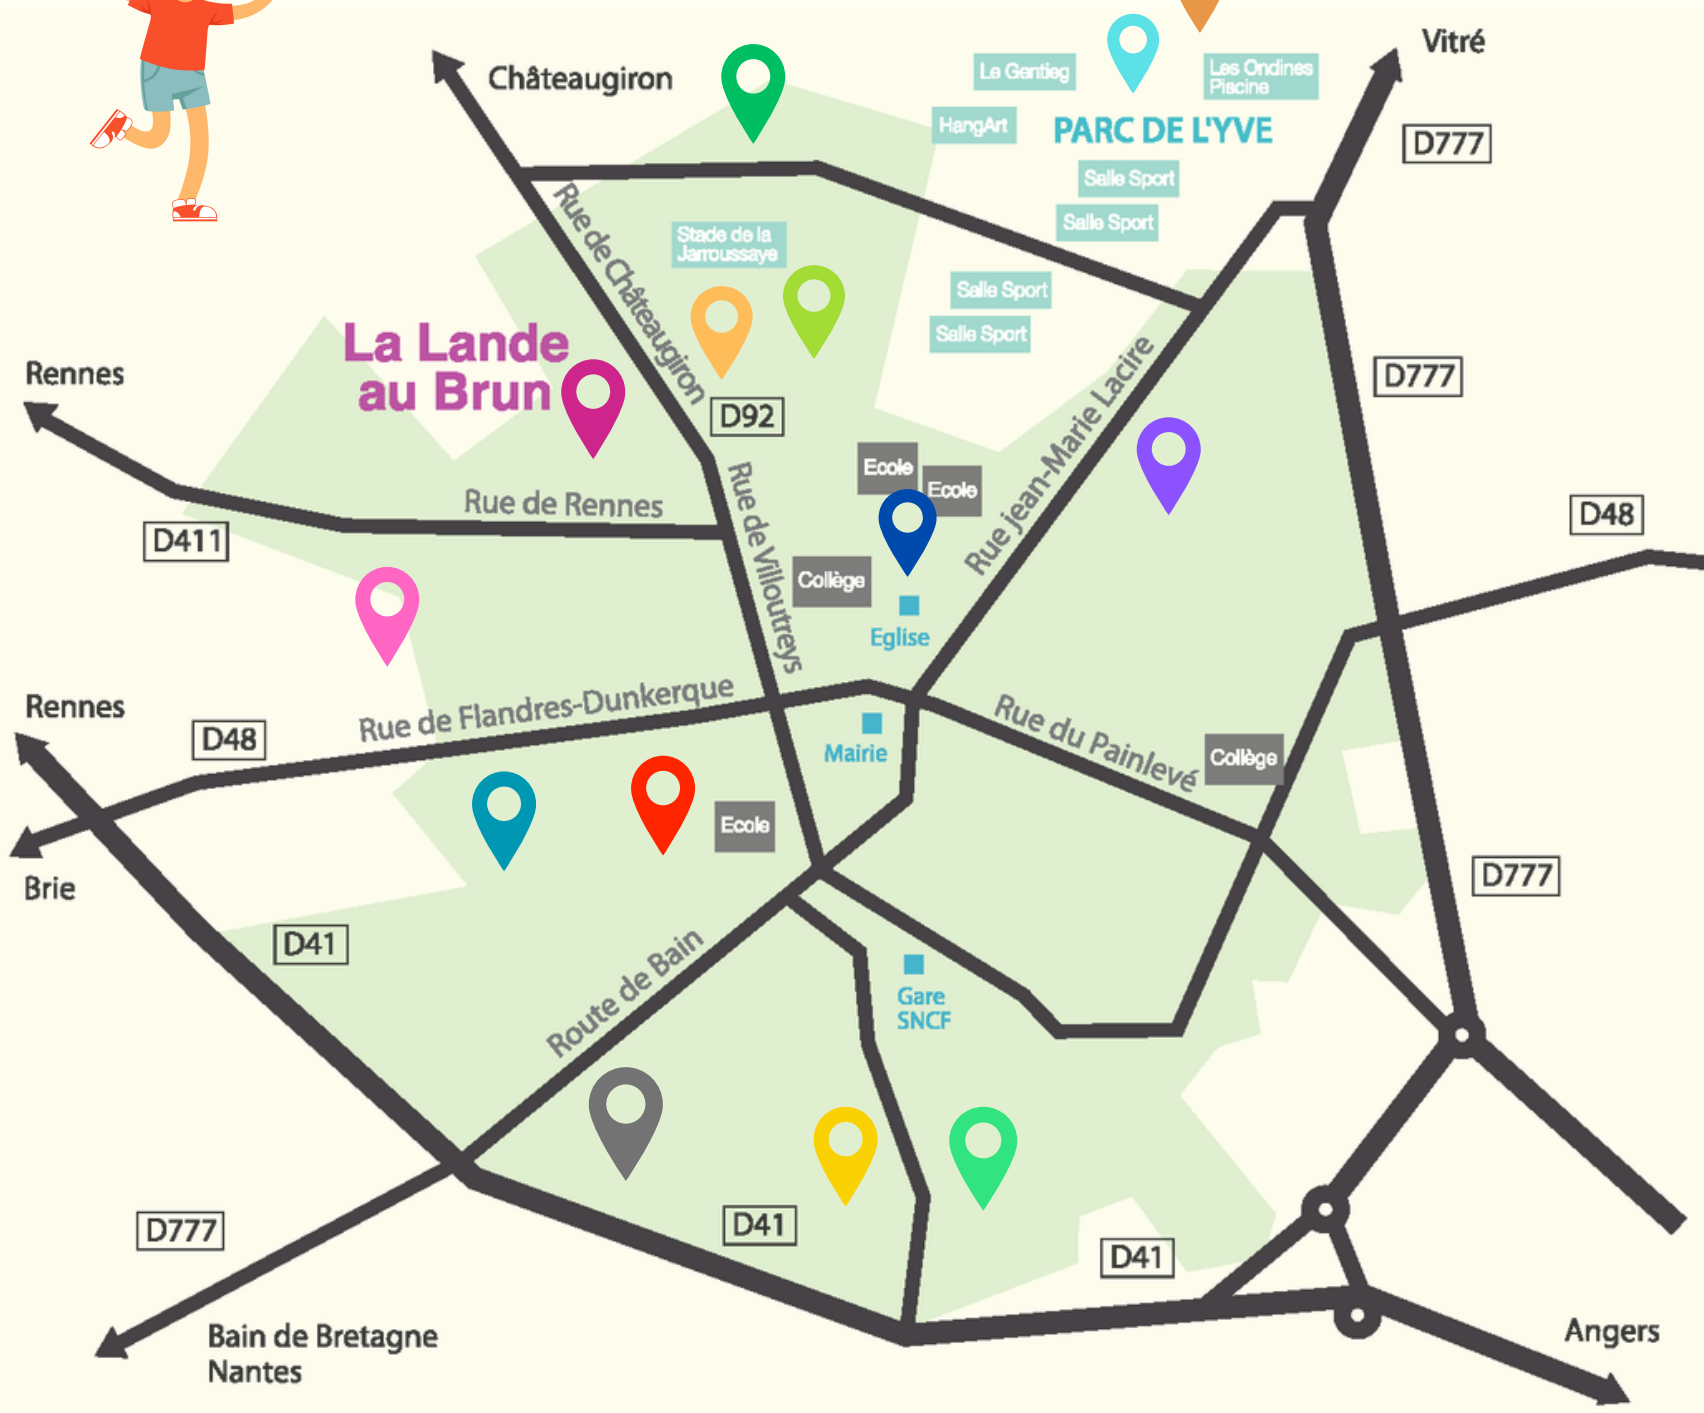 Vitré
Châteaugiron
Le Gentieg
Les Ondines
Piscine
HangArt
PARC DE L'YVE
D777
Salle Sport
Salle Sport
Rue de Châteaugiron
Stade de la
Jarroussaye
Salle Sport
Salle Sport
La Lande
au Brun
Rennes
D777
D92
Rue jean-Marie Lacire
Ecole
Ecole
Rue de Rennes
Rue de Villoutreys
D48
D411
Collège
Eglise
Rue de Flandres-Dunkerque
Rennes
D48
Rue du Painlevé
Mairie
Collège
Ecole
Brie
D777
D41
Route de Bain
Gare
SNCF
D777
D41
D41
Bain de Bretagne
Nantes
Angers